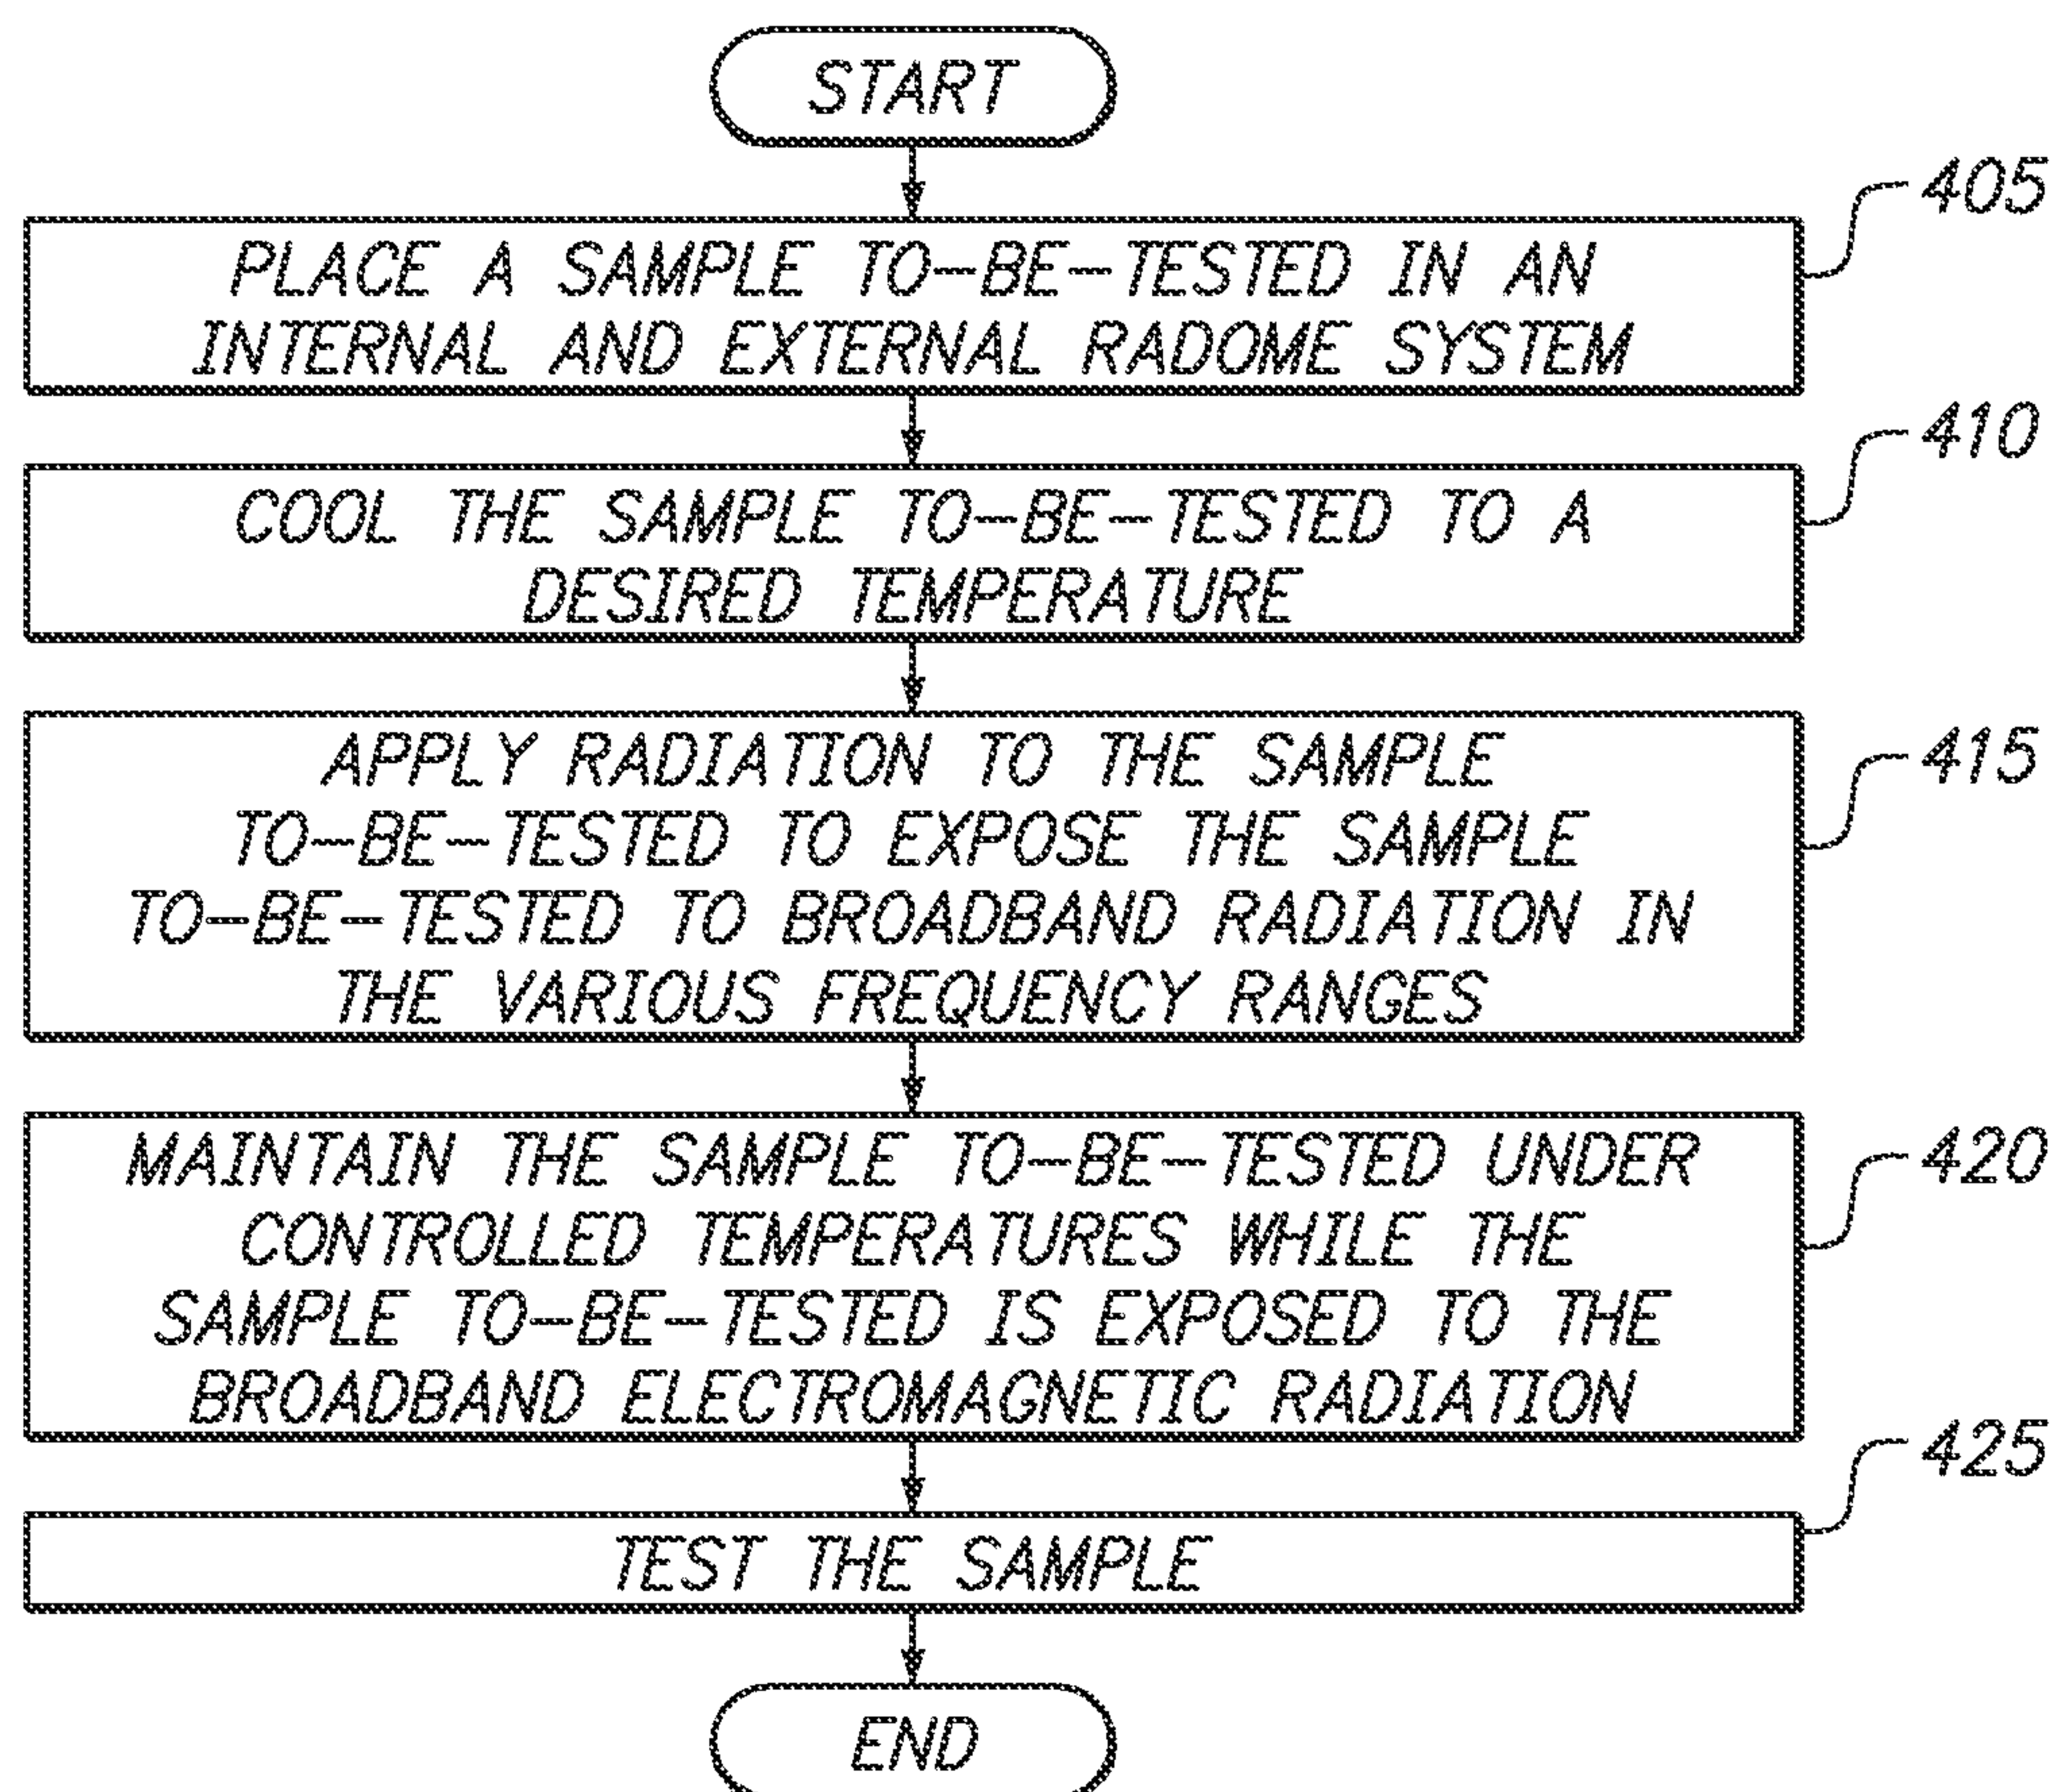 START
405
PLACE A SAMPLE TO-BE-TESTED IN AN
INTERNAL AND EXTERNAL RADOME SYSTEM
410
COOL THE SAMPLE TO-BE-TESTED TO A
DESIRED TEMPERATURE
415
APPLY RADIATION TO THE SAMPLE
TO-BE-TESTED TO EXPOSE THE SAMPLE
TO-BE-TESTED TO BROADBAND RADIATION IN
THE VARIOUS FREQUENCY RANGES
420
MAINTAIN THE SAMPLE TO-BE-TESTED UNDER
CONTROLLED TEMPERATURES WHILE THE
SAMPLE TO-BE-TESTED IS EXPOSED TO THE
BROADBAND ELECTROMAGNETIC RADIATION
425
TEST THE SAMPLE
END